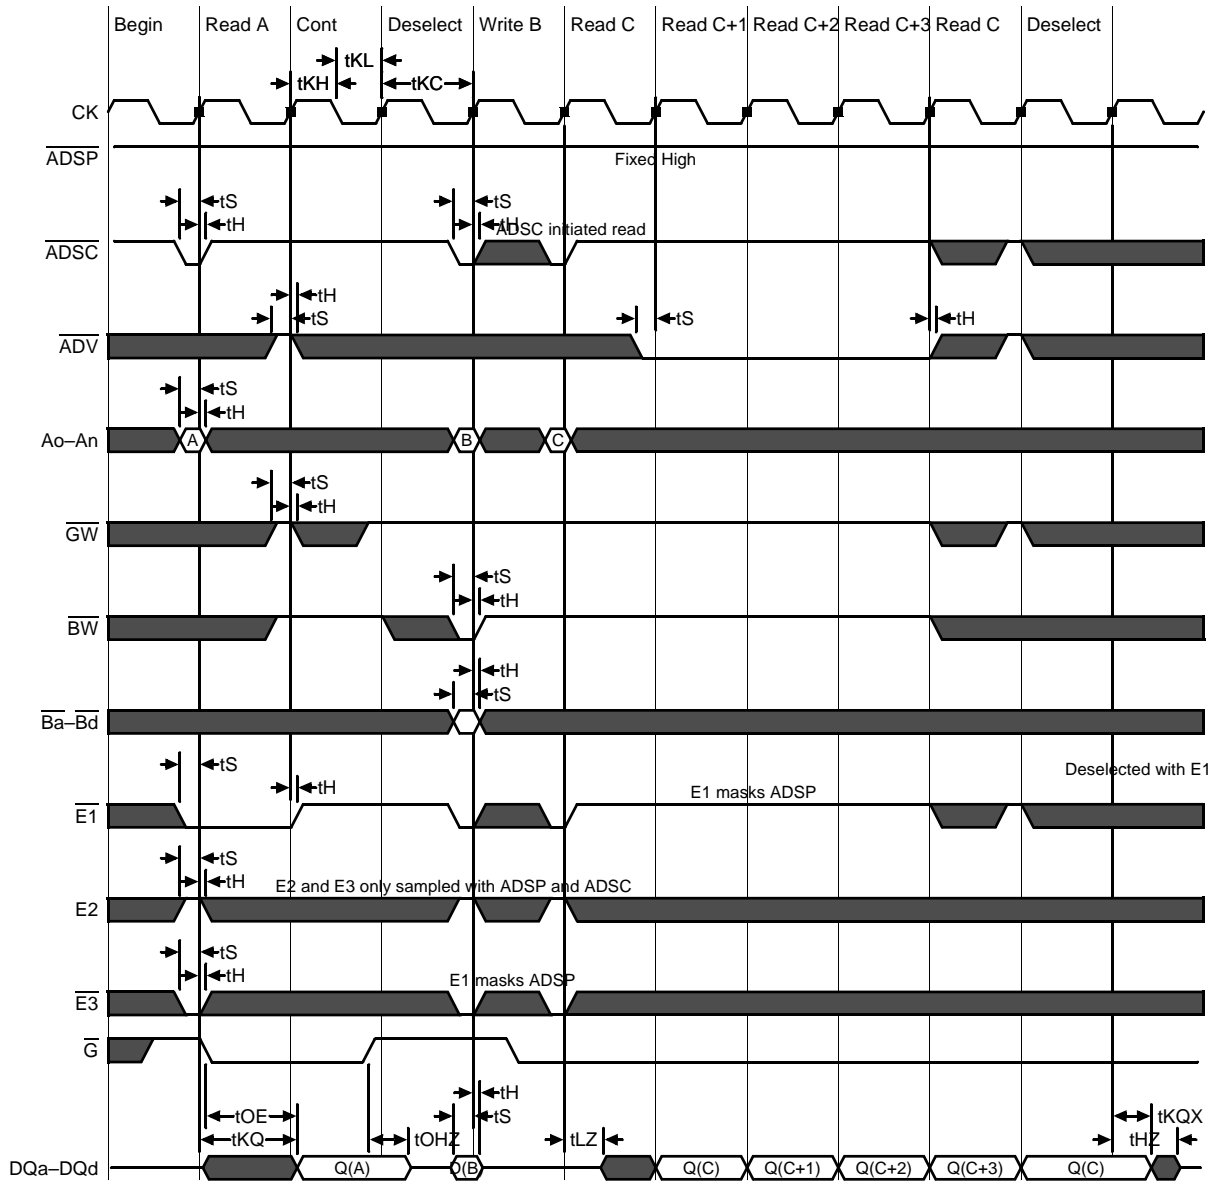 Begin Read A Cont Deselect Write B Read C Read C+1 Read C+2 Read C+3 Read C Deselect
tKL
tKH tKC
CK
ADSP
Fixed High
tS tS
tH tH
ADSC initiated read
ADSC
tH
tS tS tH
ADV
tS
tH
Ao–An A B C
tS
tH
GW
tS
tH
BW
tH
tS
Ba–Bd
tS
Deselected with E1
tH
E1 masks ADSP
E1
tS
tH
E2 and E3 only sampled with ADSP and ADSC
E2
tS
tH
E1 masks ADSP
E3
G
tH
tOE tS tKQX
tKQ tOHZ tLZ tHZ
DQa–DQd Q(A) D(B) Q(C) Q(C+1) Q(C+2) Q(C+3) Q(C)